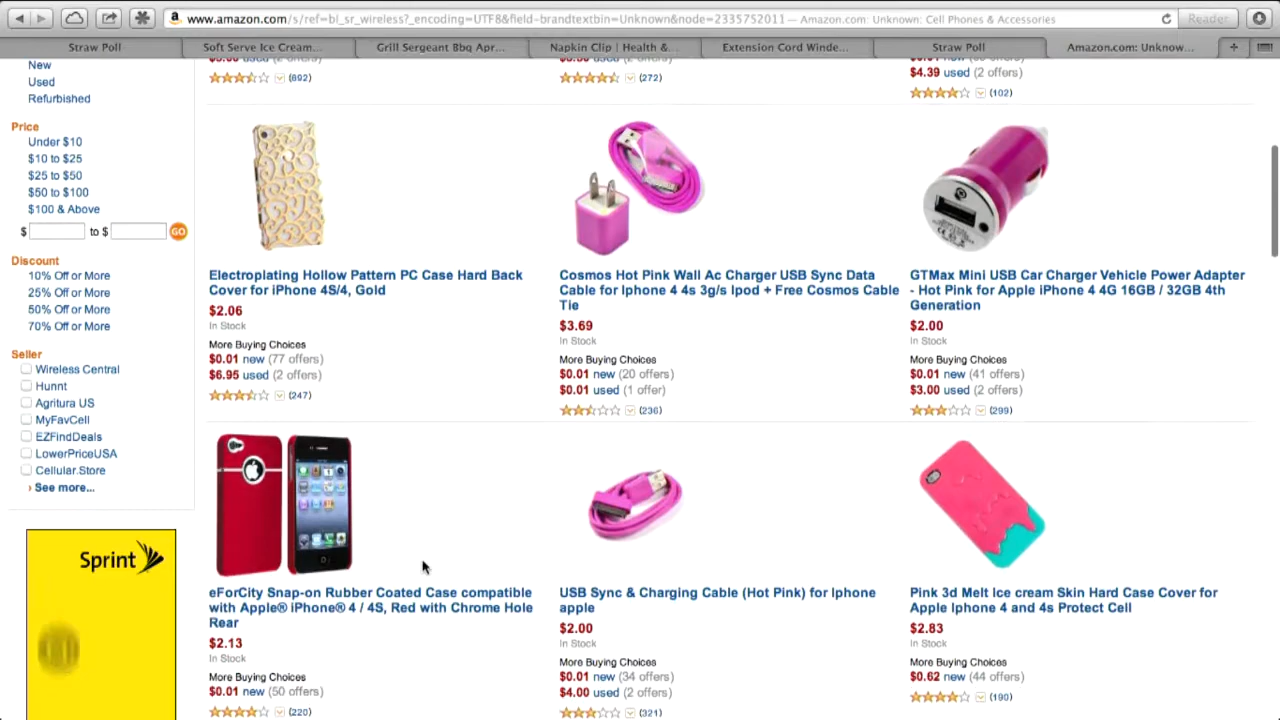 www.amazon.com/s/ref=bl_sr_wireless?_encoding=UTF8&field-brandtextbin=Unknown&node=2335752011 — Amazon.com: Unknown: Cell Phones & Accessories
Reader
Straw Poll
Soft Serve Ice Cream...
Grill Sergeant Bbq Apr...
Napkin Clip | Health &...
Extension Cord Winde...
Straw Poll
Amazon.com: Unknow...
New
Used
Refurbished
Price
Under $10
$10 to $25
$25 to $50
$50 to $100
$100 & Above
$ to $ GO
Discount
10% Off or More
25% Off or More
50% Off or More
70% Off or More
Seller
Wireless Central
Hunnt
Agritura US
MyFavCell
EZFindDeals
LowerPriceUSA
Cellular.Store
› See more...
Sprint
(892)
(272)
$4.39 used (2 offers)
(102)
Electroplating Hollow Pattern PC Case Hard Back
Cover for iPhone 4S/4, Gold
$2.06
In Stock
More Buying Choices
$0.01 new (77 offers)
$6.95 used (2 offers)
(247)
Cosmos Hot Pink Wall Ac Charger USB Sync Data
Cable for Iphone 4 4s 3g/s Ipod + Free Cosmos Cable
Tie
$3.69
In Stock
More Buying Choices
$0.01 new (20 offers)
$0.01 used (1 offer)
(236)
GTMax Mini USB Car Charger Vehicle Power Adapter
- Hot Pink for Apple iPhone 4 4G 16GB / 32GB 4th
Generation
$2.00
In Stock
More Buying Choices
$0.01 new (41 offers)
$3.00 used (2 offers)
(299)
eForCity Snap-on Rubber Coated Case compatible
with Apple® iPhone® 4 / 4S, Red with Chrome Hole
Rear
$2.13
In Stock
More Buying Choices
$0.01 new (50 offers)
(220)
USB Sync & Charging Cable (Hot Pink) for Iphone
apple
$2.00
In Stock
More Buying Choices
$0.01 new (34 offers)
$4.00 used (2 offers)
(321)
Pink 3d Melt Ice cream Skin Hard Case Cover for
Apple Iphone 4 and 4s Protect Cell
$2.83
In Stock
More Buying Choices
$0.62 new (44 offers)
(190)